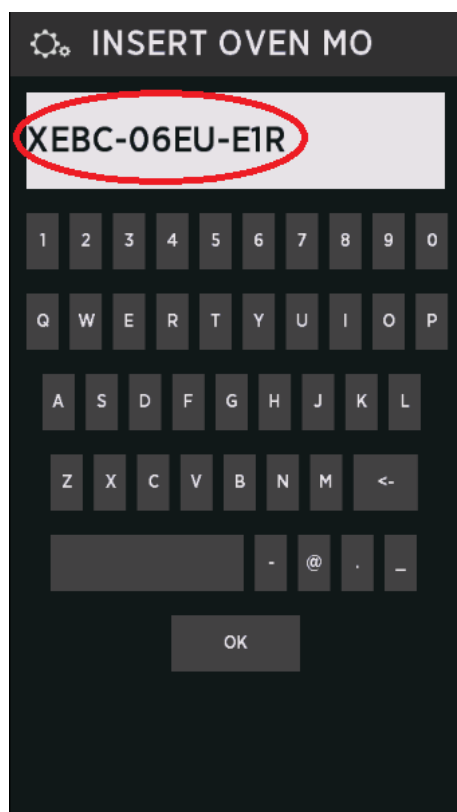 INSERT OVEN MO
XEBC-06EU-E1R
1 2 3 4 5 6 7 8 9 0
Q W E R T Y U I O P
A S D F G H J K L
Z X C V B N M <-
- @ . _
OK